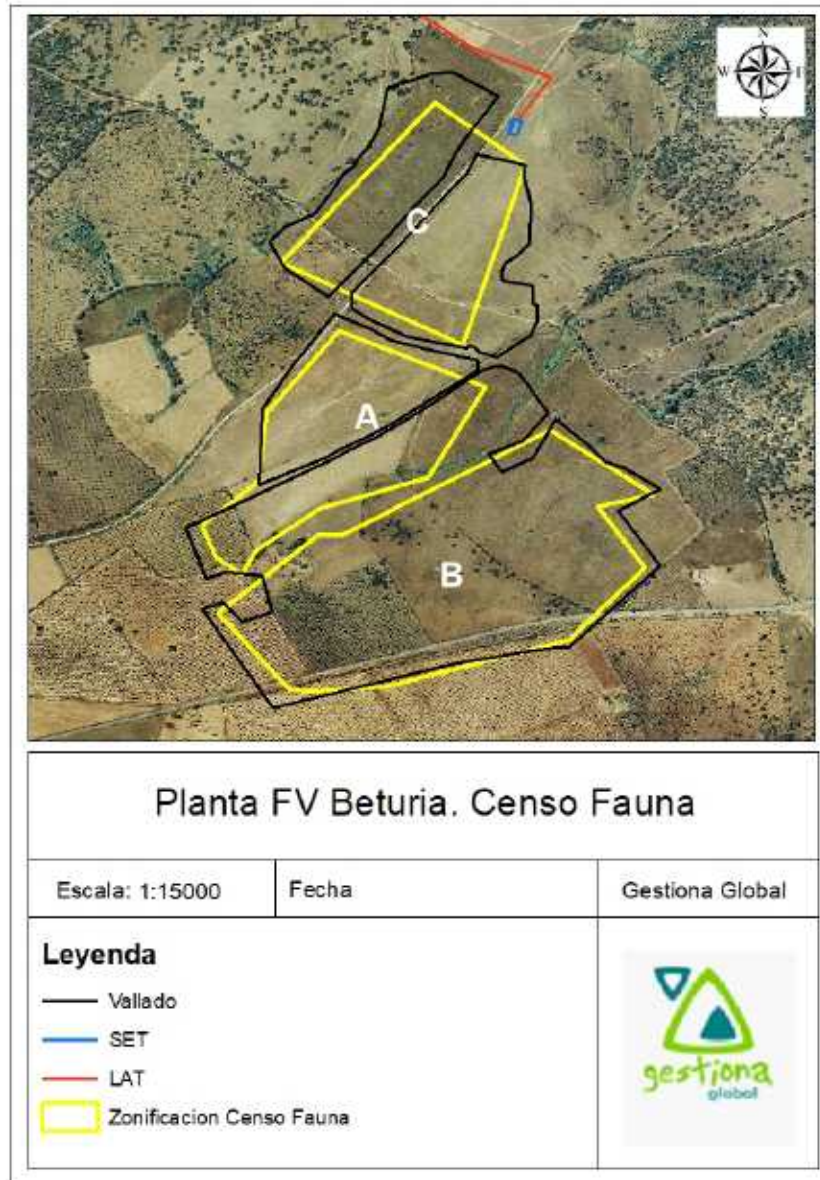 N
W E
S
C
A
B
Planta FV Beturia. Censo Fauna
Escala: 1:15000
Fecha
Gestiona Global
Leyenda
Vallado
SET
LAT
Zonificacion Censo Fauna
gestiona
global